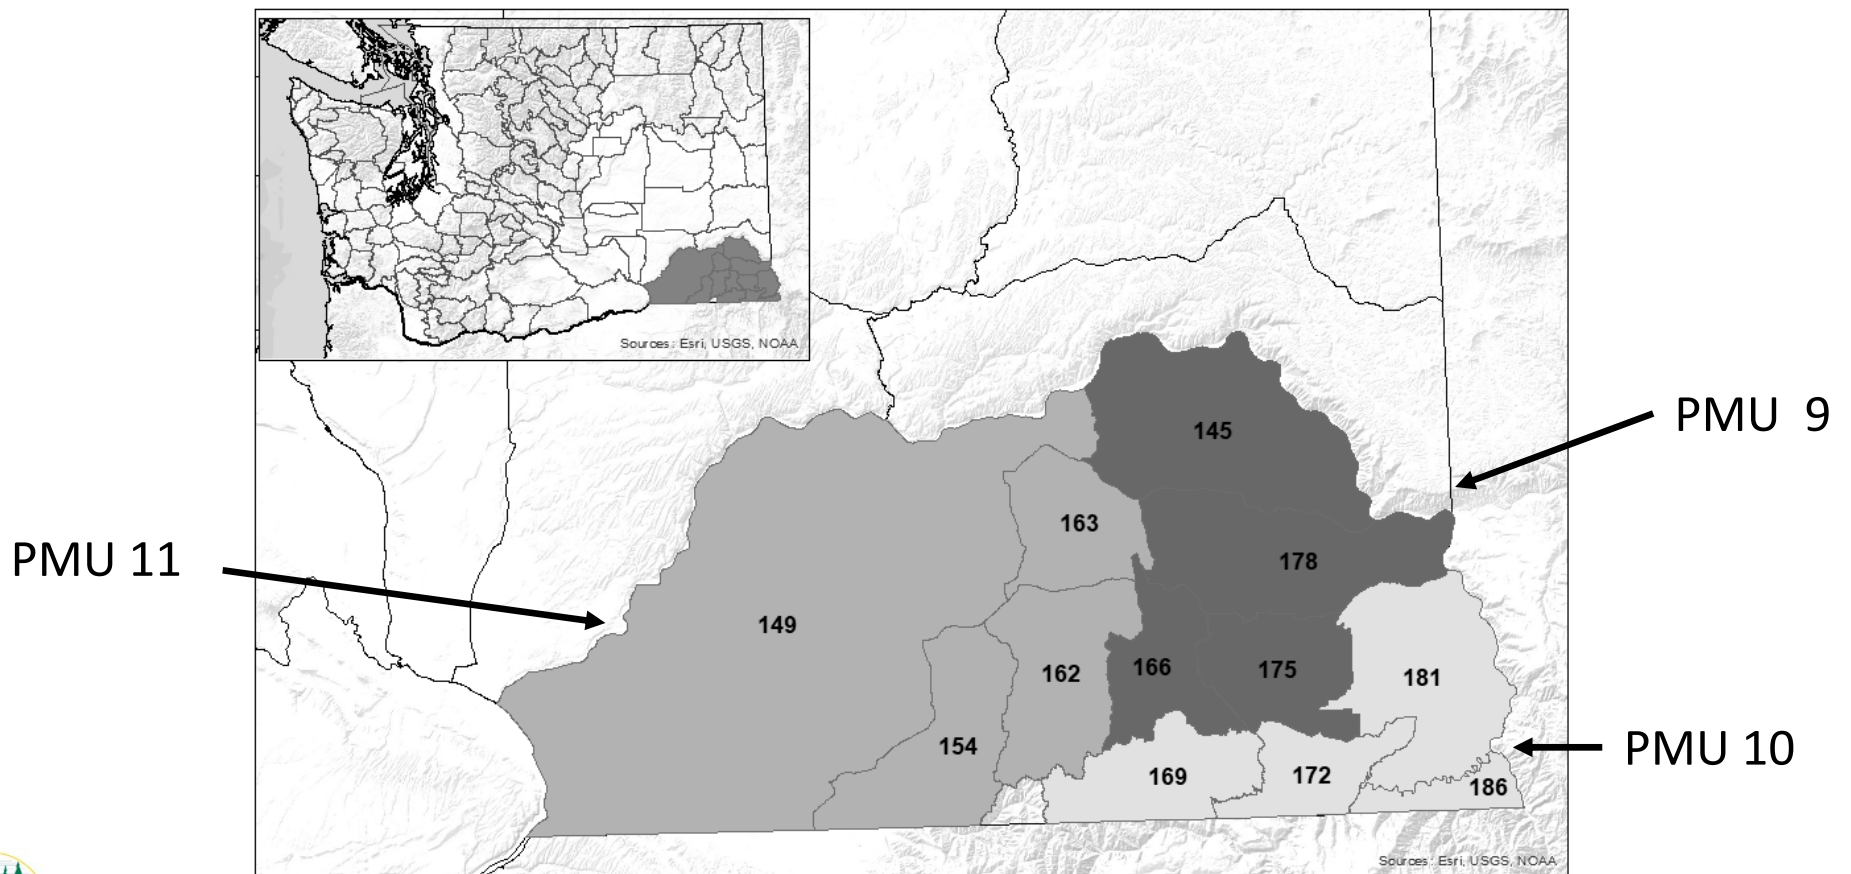 Sources: Esri, USGS, NOAA
145
PMU 9
163
178
PMU 11
149
162
166
175
181
154
PMU 10
169
172
186
Sources: Esri, USGS, NOAA